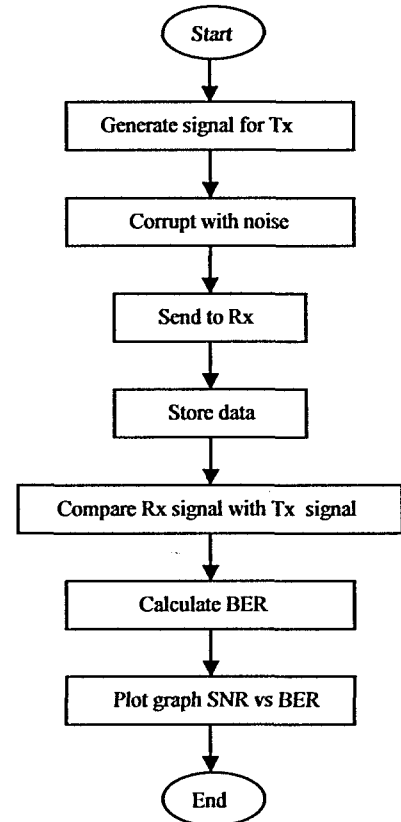 Start
Generate signal for Tx
Corrupt with noise
Send to Rx
Store data
Compare Rx signal with Tx signal
Calculate BER
Plot graph SNR vs BER
End